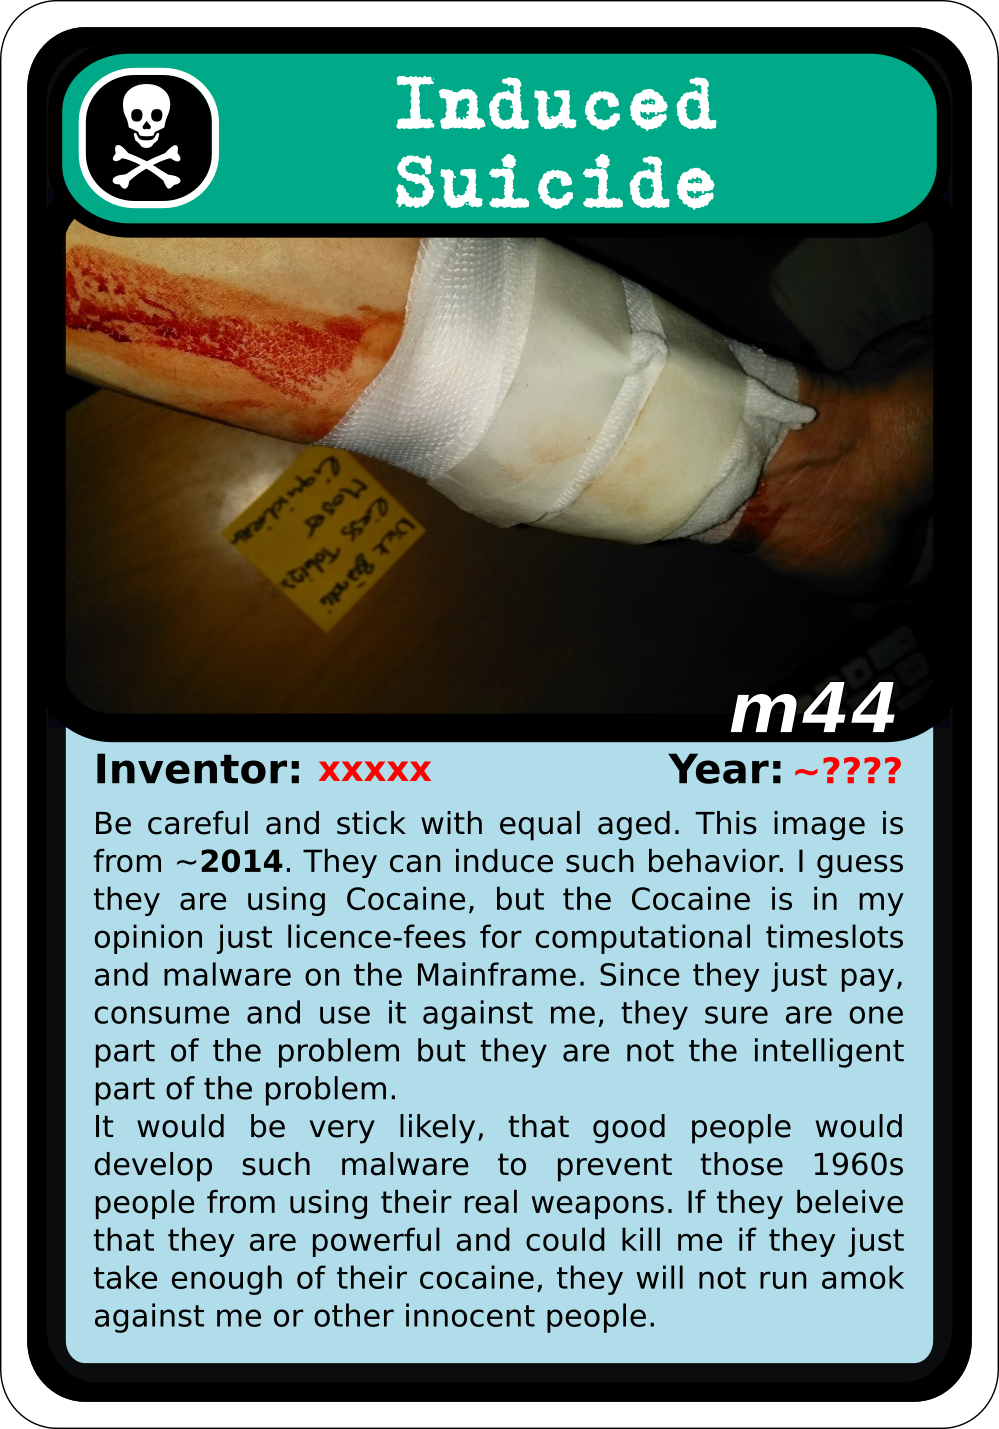 Induced
Suicide
m44
Inventor: xxxxx
Year: ~????
Be careful and stick with equal aged. This image is
from ~2014. They can induce such behavior. I guess
they are using Cocaine, but the Cocaine is in my
opinion just licence-fees for computational timeslots
and malware on the Mainframe. Since they just pay,
consume and use it against me, they sure are one
part of the problem but they are not the intelligent
part of the problem.
It would be very likely, that good people would
develop such malware to prevent those 1960s
people from using their real weapons. If they beleive
that they are powerful and could kill me if they just
take enough of their cocaine, they will not run amok
against me or other innocent people.